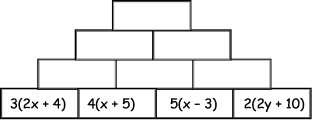 3(2x + 4) 4(x + 5) 5(x – 3) 2(2y + 10)